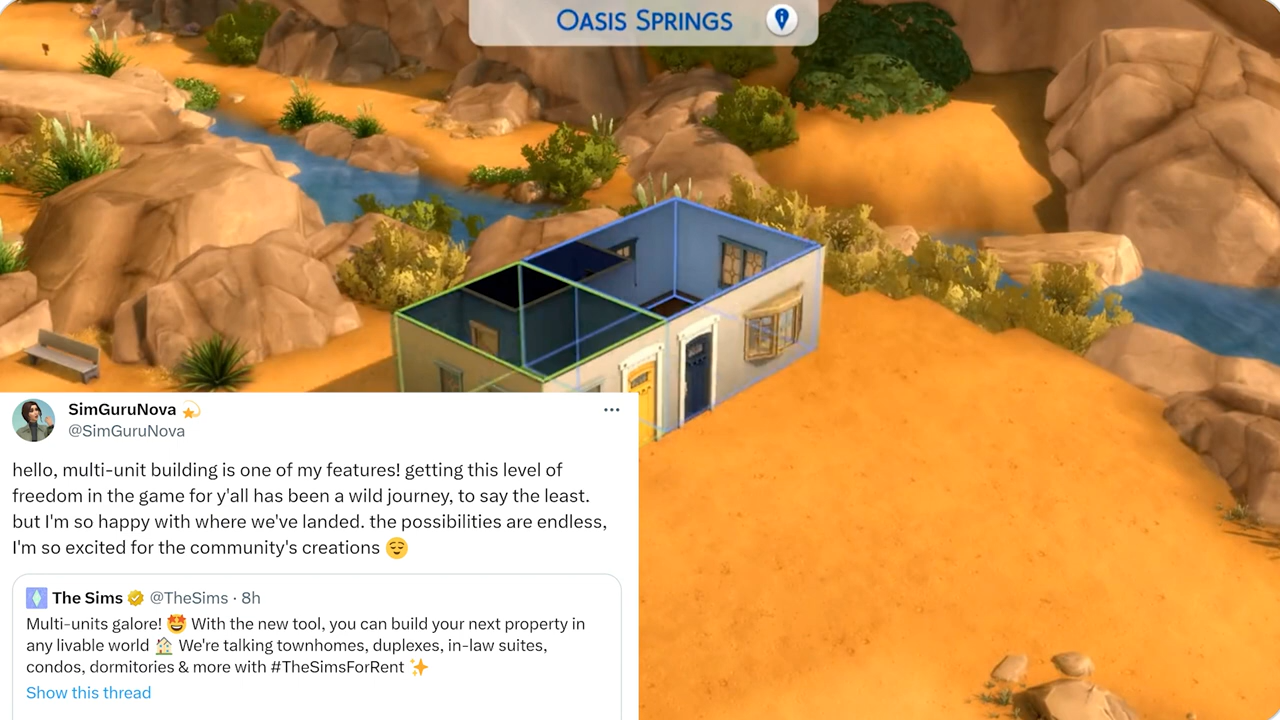 OASIS SPRINGS
SimGuruNova 💫
@SimGuruNova
hello, multi-unit building is one of my features! getting this level of
freedom in the game for y'all has been a wild journey, to say the least.
but I'm so happy with where we've landed. the possibilities are endless,
I'm so excited for the community's creations 😌
The Sims @TheSims · 8h
Multi-units galore! 🤩 With the new tool, you can build your next property in
any livable world 🏠 We're talking townhomes, duplexes, in-law suites,
condos, dormitories & more with #TheSimsForRent ✨
Show this thread